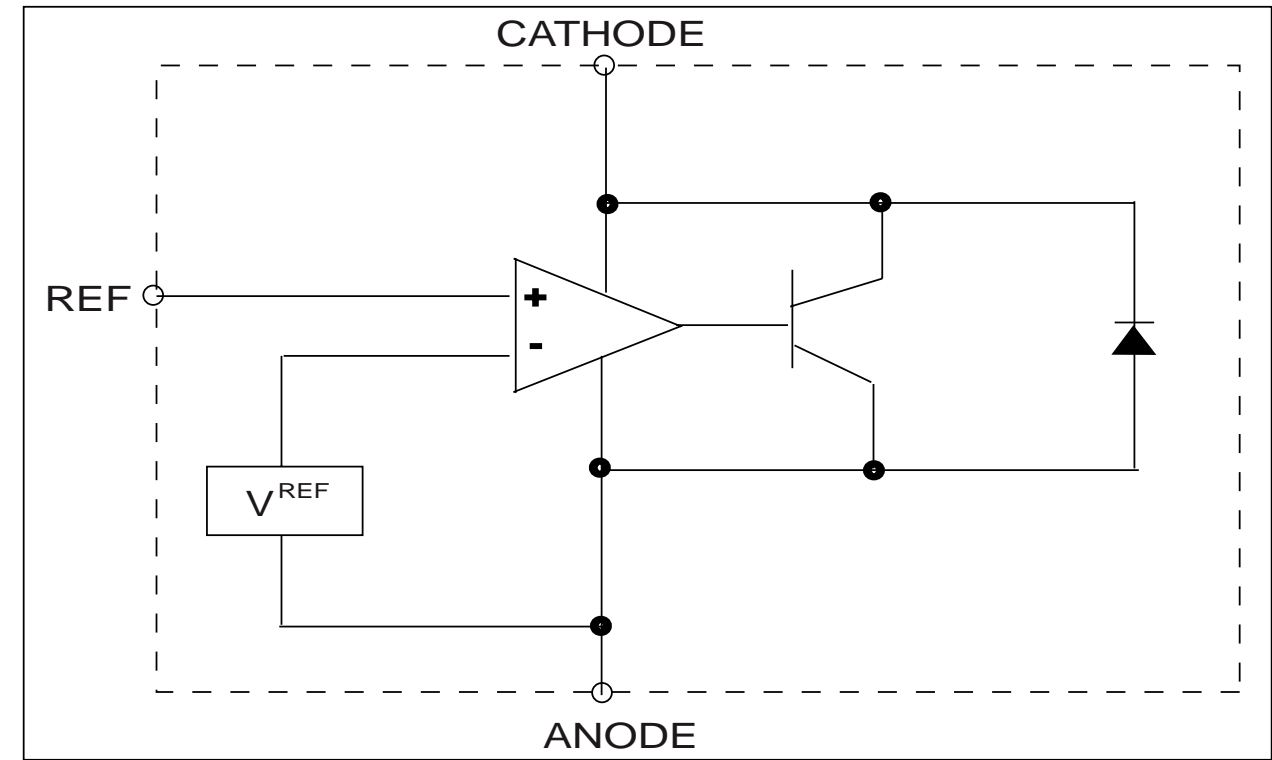 CATHODE
REF
+
-
VREF
ANODE